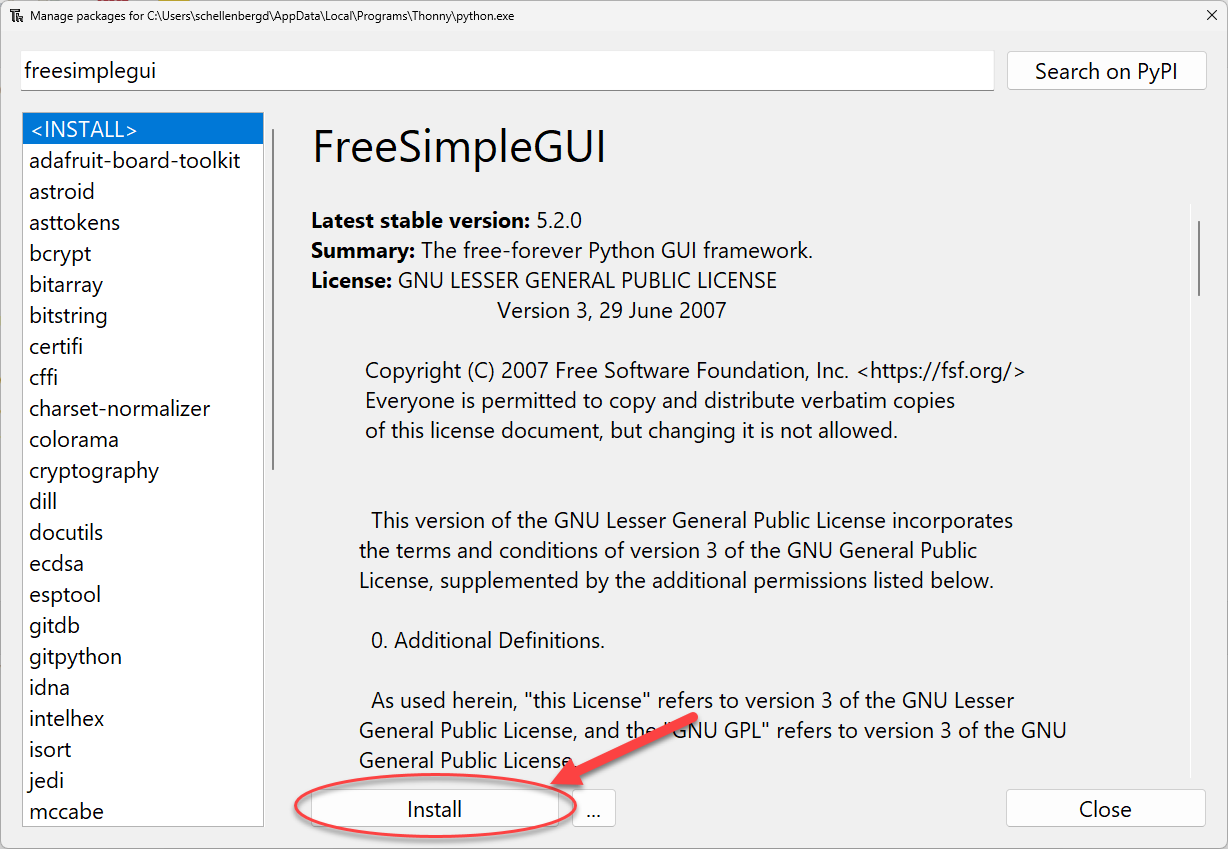 Manage packages for C:\Users\schellenbergd\AppData\Local\Programs\Thonny\python.exe
freesimplegui
Search on PyPI
<INSTALL>
adafruit-board-toolkit
astroid
asttokens
bcrypt
bitarray
bitstring
certifi
cffi
charset-normalizer
colorama
cryptography
dill
docutils
ecdsa
esptool
gitdb
gitpython
idna
intelhex
isort
jedi
mccabe
FreeSimpleGUI
Latest stable version: 5.2.0
Summary: The free-forever Python GUI framework.
License: GNU LESSER GENERAL PUBLIC LICENSE
Version 3, 29 June 2007
Copyright (C) 2007 Free Software Foundation, Inc. <https://fsf.org/>
Everyone is permitted to copy and distribute verbatim copies
of this license document, but changing it is not allowed.
This version of the GNU Lesser General Public License incorporates
the terms and conditions of version 3 of the GNU General Public
License, supplemented by the additional permissions listed below.
0. Additional Definitions.
As used herein, "this License" refers to version 3 of the GNU Lesser
General Public License, and the "GNU GPL" refers to version 3 of the GNU
General Public License.
Install
...
Close